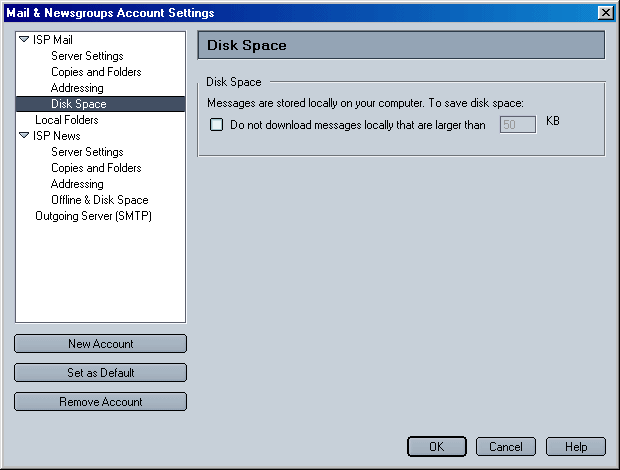 Mail & Newsgroups Account Settings
ISP Mail
Server Settings
Copies and Folders
Addressing
Disk Space
Local Folders
ISP News
Server Settings
Copies and Folders
Addressing
Offline & Disk Space
Outgoing Server (SMTP)
New Account
Set as Default
Remove Account
Disk Space
Disk Space
Messages are stored locally on your computer. To save disk space:
Do not download messages locally that are larger than 50 KB
OK Cancel Help